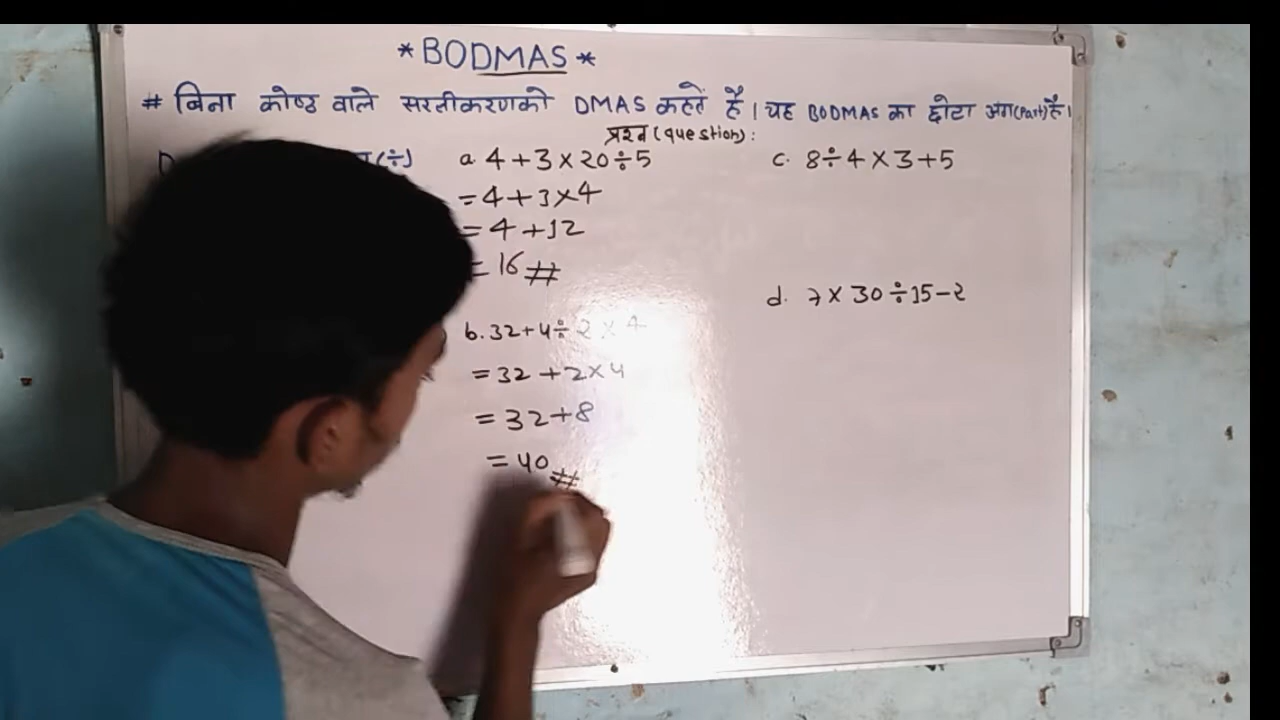 *BODMAS*
# बिना कोष्ठ वाले सरलीकरणको DMAS कहते है। यह BODMAS का छोटा अंग(Part)है।
प्रश्न(question):
(÷)
a. 4+3×20÷5
=4+3×4
=4+12
=16#
b. 32+4÷2×4
=32+2×4
=32+8
=40#
c. 8÷4×3+5
d. 7×30÷15-2